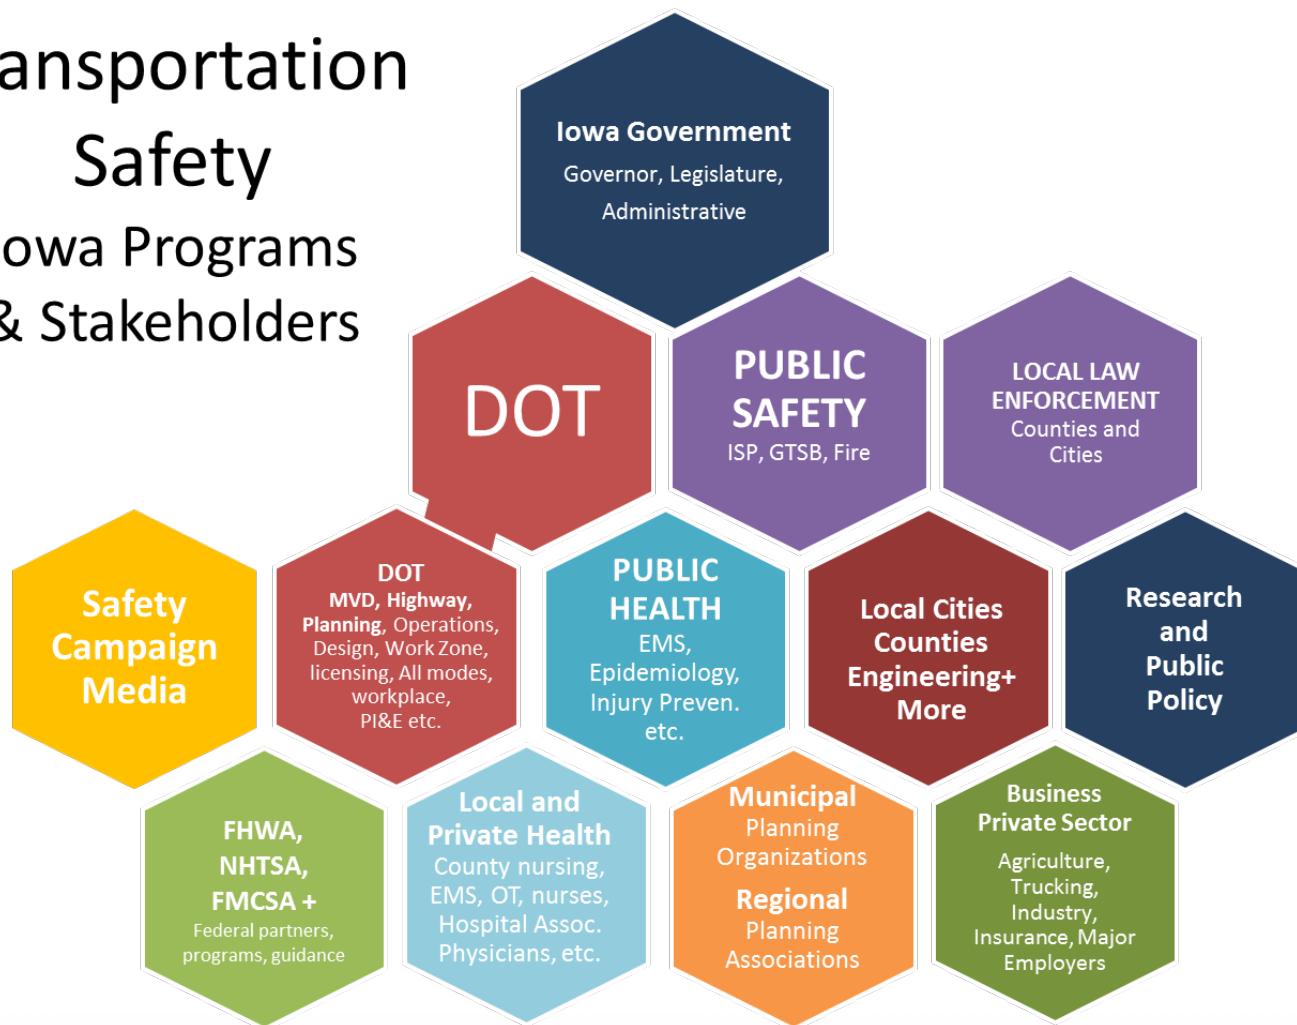 ansportation
Safety
owa Programs
& Stakeholders
Iowa Government
Governor, Legislature,
Administrative
DOT
PUBLIC
SAFETY
ISP, GTSB, Fire
LOCAL LAW
ENFORCEMENT
Counties and
Cities
Safety
Campaign
Media
DOT
MVD, Highway,
Planning, Operations,
Design, Work Zone,
licensing, All modes,
workplace,
PI&E etc.
PUBLIC
HEALTH
EMS,
Epidemiology,
Injury Preven.
etc.
Local Cities
Counties
Engineering+
More
Research
and
Public
Policy
FHWA,
NHTSA,
FMCSA +
Federal partners,
programs, guidance
Local and
Private Health
County nursing,
EMS, OT, nurses,
Hospital Assoc.
Physicians, etc.
Municipal
Planning
Organizations
Regional
Planning
Associations
Business
Private Sector
Agriculture,
Trucking,
Industry,
Insurance, Major
Employers